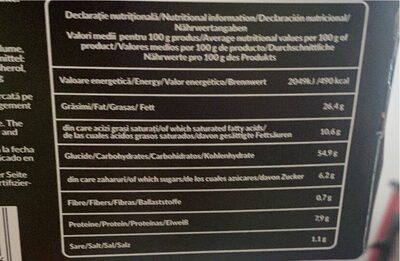 Declarație nutrițională/Nutritional information/Declaración nutricional/
Nährwertangaben
Valori medii pentru 100 g produs/Average nutritional values per 100 g of
product/Valores medios por 100 g de producto/Durchschnittliche
Nährwerte pro 100 g des Produkts
Valoare energetică/Energy/Valor energético/Brennwert 2049kJ/490 kcal
Grăsimi/Fat/Grasas/ Fett 26,4 g
din care acizi grași saturați/of which saturated fatty acids/
de las cuales ácidos grasos saturados/davon gesättigte Fettsäuren 10,6 g
Glucide/Carbohydrates/Carbohidratos/Kohlenhydrate 54,9 g
din care zaharuri/of which sugars/de los cuales azúcares/davon Zucker 6,2 g
Fibre/Fibers/Fibras/Ballaststoffe 0,7 g
Proteine/Protein/Proteínas/Eiweiß 7,9 g
Sare/Salt/Sal/Salz 1,1 g
mittel:
cată pe
gement
The
and
la fecha
icado en
er Seite
rtifizier-